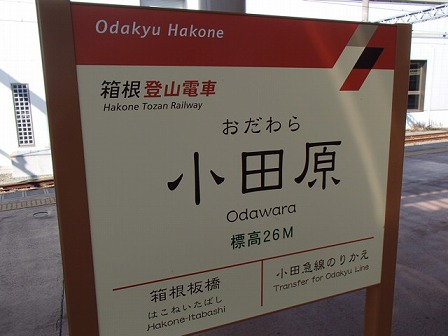 Odakyu Hakone
箱根登山電車
Hakone Tozan Railway
おだわら
小田原
Odawara
標高26M
箱根板橋
はこねいたばし
Hakone-Itabashi
小田急線のりかえ
Transfer for Odakyu Line